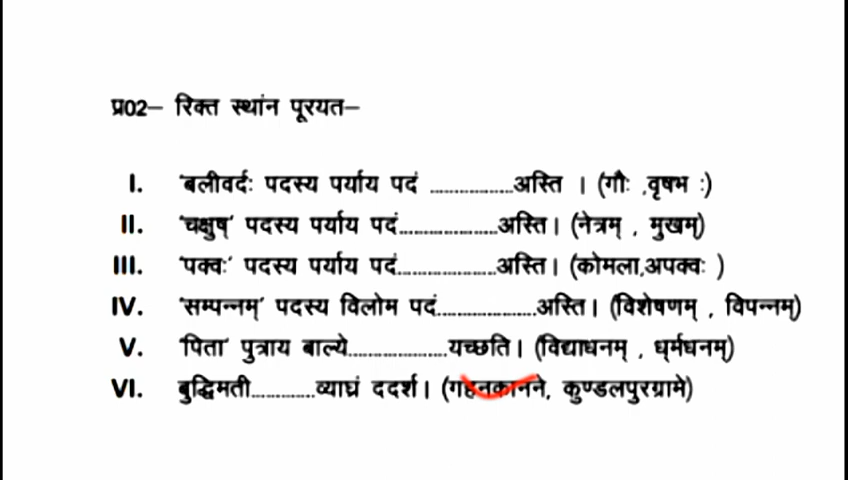 प्र02– रिक्त स्थांन पूरयत–
I. 'बलीवर्दः पदस्य पर्याय पदं .................अस्ति । (गौः ,वृषभ :)
II. 'चक्षुष्' पदस्य पर्याय पदं....................अस्ति। (नेत्रम् , मुखम्)
III. 'पक्वः' पदस्य पर्याय पदं....................अस्ति। (कोमला,अपक्वः )
IV. 'सम्पन्नम्' पदस्य विलोम पदं....................अस्ति। (विशेषणम् , विपन्नम्)
V. 'पिता' पुत्राय बाल्ये....................यच्छति। (विद्याधनम् , धर्मधनम्)
VI. बुद्धिमती.............व्याघ्रं ददर्श। (गहनकानने, कुण्डलपुरग्रामे)